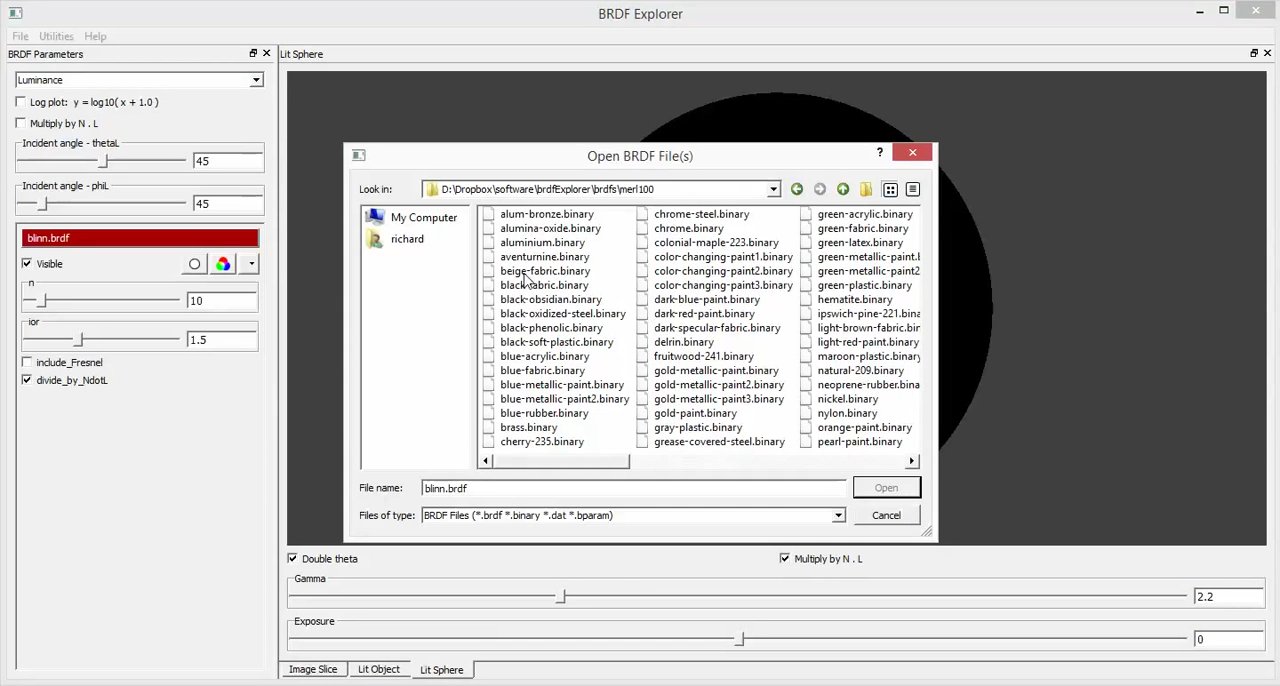 BRDF Explorer
File Utilities Help
BRDF Parameters
Lit Sphere
Luminance
Log plot: y = log10( x + 1.0 )
Multiply by N . L
Incident angle - thetaL
45
Incident angle - phiL
45
blinn.brdf
Visible
n
10
ior
1.5
include_Fresnel
divide_by_NdotL
Open BRDF File(s)
?
Look in:
D:\Dropbox\software\brdfExplorer\brdfs\merl100
My Computer
richard
alum-bronze.binary
alumina-oxide.binary
aluminium.binary
aventurnine.binary
beige-fabric.binary
black-fabric.binary
black-obsidian.binary
black-oxidized-steel.binary
black-phenolic.binary
black-soft-plastic.binary
blue-acrylic.binary
blue-fabric.binary
blue-metallic-paint.binary
blue-metallic-paint2.binary
blue-rubber.binary
brass.binary
cherry-235.binary
chrome-steel.binary
chrome.binary
colonial-maple-223.binary
color-changing-paint1.binary
color-changing-paint2.binary
color-changing-paint3.binary
dark-blue-paint.binary
dark-red-paint.binary
dark-specular-fabric.binary
delrin.binary
fruitwood-241.binary
gold-metallic-paint.binary
gold-metallic-paint2.binary
gold-metallic-paint3.binary
gold-paint.binary
gray-plastic.binary
grease-covered-steel.binary
green-acrylic.binary
green-fabric.binary
green-latex.binary
green-metallic-paint.b
green-metallic-paint2
green-plastic.binary
hematite.binary
ipswich-pine-221.bina
light-brown-fabric.bin
light-red-paint.binary
maroon-plastic.binary
natural-209.binary
neoprene-rubber.bina
nickel.binary
nylon.binary
orange-paint.binary
pearl-paint.binary
File name:
blinn.brdf
Open
Files of type:
BRDF Files (*.brdf *.binary *.dat *.bparam)
Cancel
Double theta
Multiply by N . L
Gamma
2.2
Exposure
0
Image Slice
Lit Object
Lit Sphere